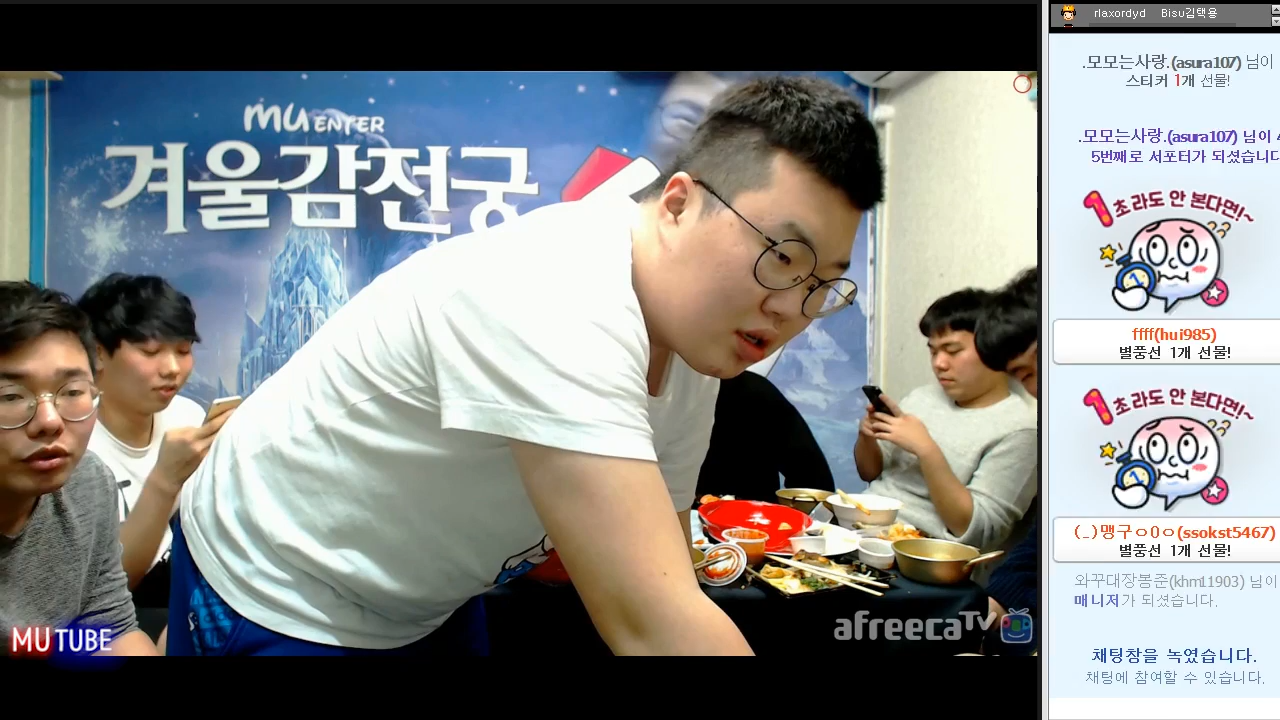 MU ENTER
겨울감전궁
MUTUBE
afreecaTV
rlaxordyd Bisu김택용
.모모는사랑.(asura107) 님이
스티커 1개 선물!
.모모는사랑.(asura107) 님이
5번째로 서포터가 되셨습니다
1초라도 안 본다면!~
ffff(hui985)
별풍선 1개 선물!
1초라도 안 본다면!~
(_)맹구ㅇ0ㅇ(ssokst5467)
별풍선 1개 선물!
와꾸대장봉준(khm11903) 님이
매니저가 되셨습니다.
채팅창을 녹였습니다.
채팅에 참여할 수 있습니다.